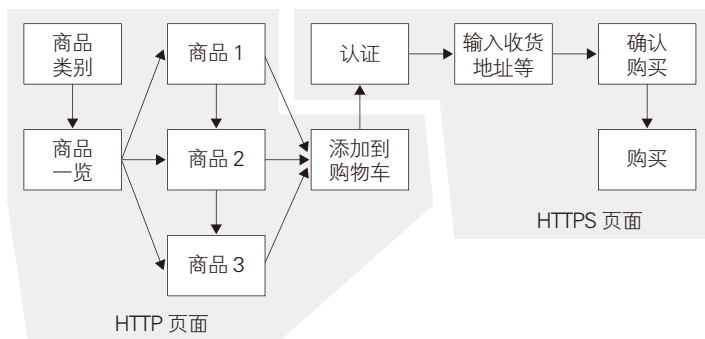 商品
类别
商品
一览
商品 1
商品 2
商品 3
添加到
购物车
HTTP 页面
认证
输入收货
地址等
确认
购买
购买
HTTPS 页面